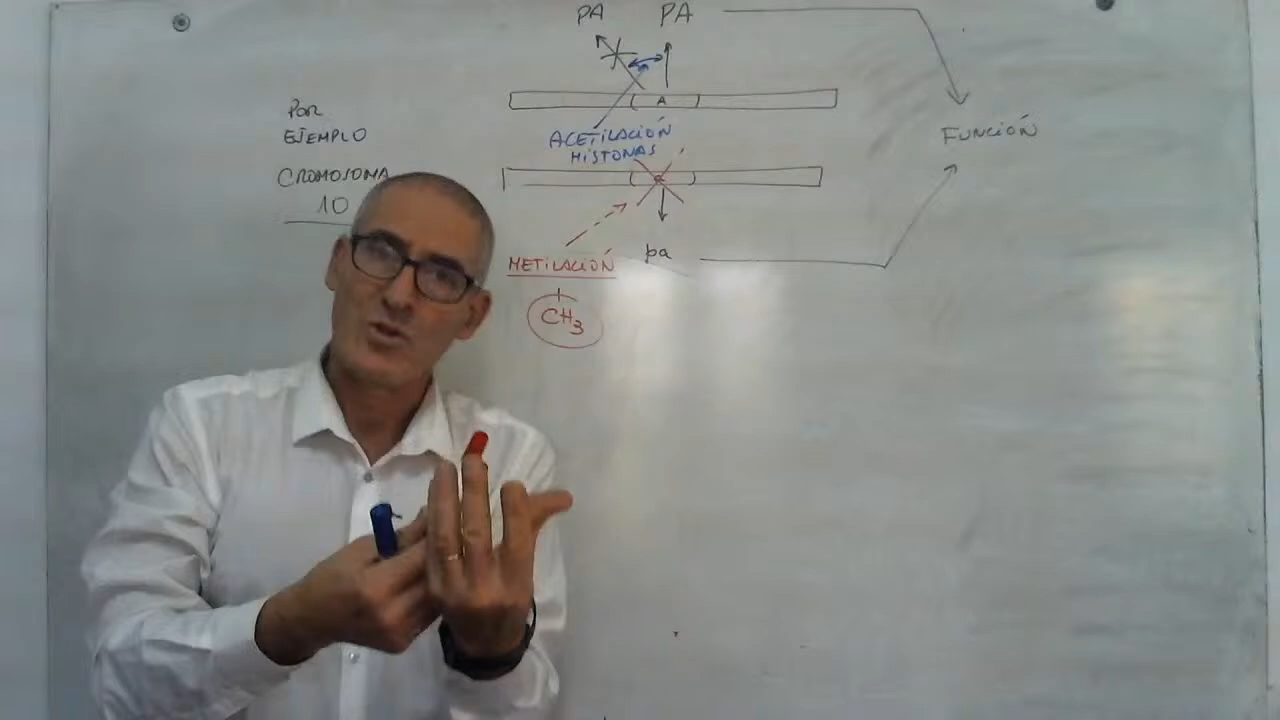 PA PA
A
POR
EJEMPLO
CROMOSOMA
10
ACETILACIÓN
HISTONAS
FUNCIÓN
METILACIÓN
pa
CH3